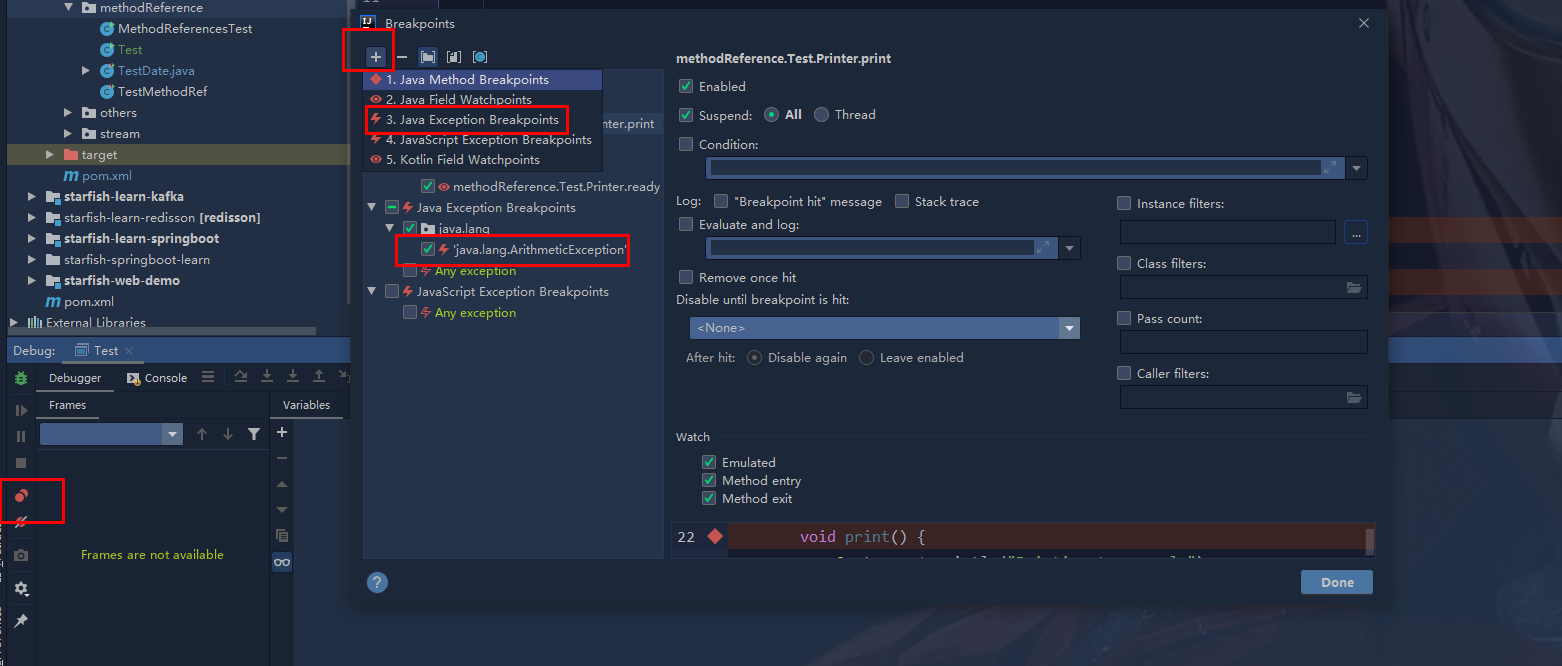 methodReference
MethodReferencesTest
Test
TestDate.java
TestMethodRef
others
stream
target
pom.xml
starfish-learn-kafka
starfish-learn-redisson [redisson]
starfish-learn-springboot
starfish-springboot-learn
starfish-web-demo
pom.xml
External Libraries
Debug:
Test
Debugger
Console
Frames
Variables
Frames are not available
11
Breakpoints
1. Java Method Breakpoints
2. Java Field Watchpoints
3. Java Exception Breakpoints
4. JavaScript Exception Breakpoints
5. Kotlin Field Watchpoints
nter.print
methodReference.Test.Printer.ready
Java Exception Breakpoints
java.lang
'java.lang.ArithmeticException'
Any exception
JavaScript Exception Breakpoints
Any exception
methodReference.Test.Printer.print
Enabled
Suspend:
All
Thread
Condition:
Log:
"Breakpoint hit" message
Stack trace
Evaluate and log:
Remove once hit
Disable until breakpoint is hit:
<None>
After hit:
Disable again
Leave enabled
Instance filters:
...
Class filters:
Pass count:
Caller filters:
Watch
Emulated
Method entry
Method exit
22
void print() {
?
Done